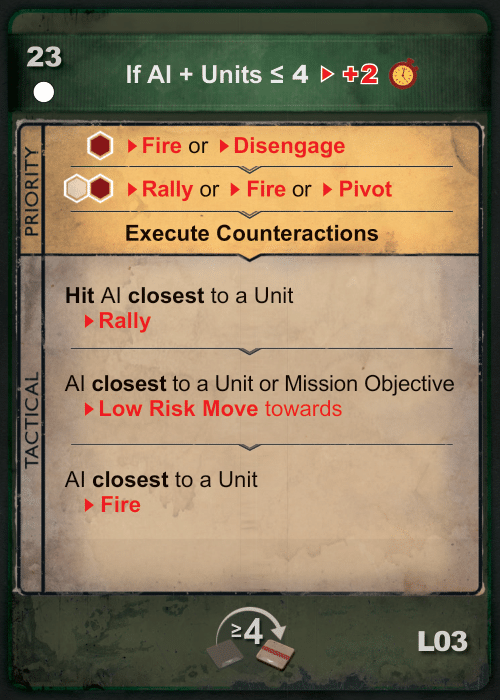 23
If AI + Units ≤ 4 ▶ +2
PRIORITY
▶ Fire or ▶ Disengage
▶ Rally or ▶ Fire or ▶ Pivot
Execute Counteractions
TACTICAL
Hit AI closest to a Unit
▶ Rally
AI closest to a Unit or Mission Objective
▶ Low Risk Move towards
AI closest to a Unit
▶ Fire
≥4
L03